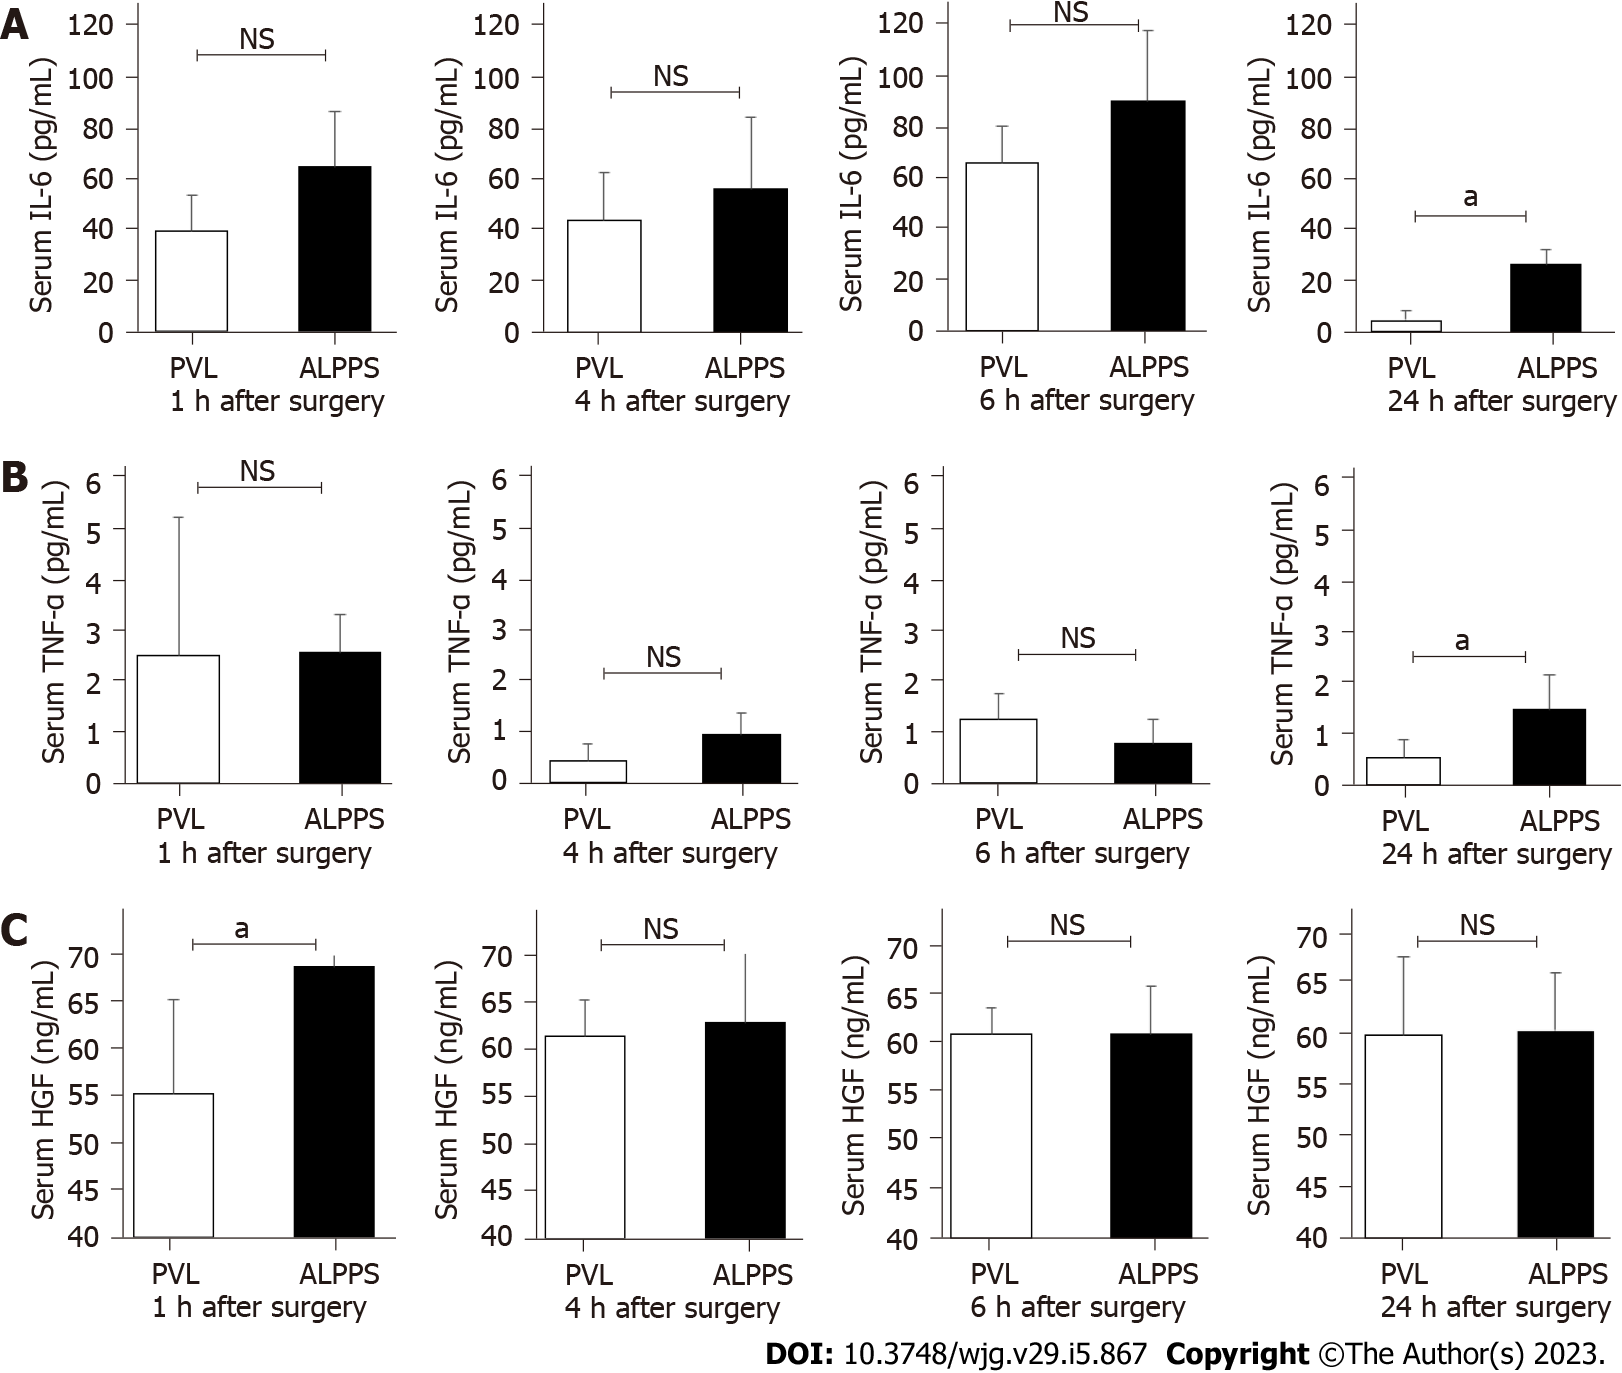 A
Serum IL-6 (pg/mL)
120
100
80
60
40
20
0
NS
PVL ALPPS
1 h after surgery
Serum IL-6 (pg/mL)
120
100
80
60
40
20
0
NS
PVL ALPPS
4 h after surgery
Serum IL-6 (pg/mL)
120
100
80
60
40
20
0
NS
PVL ALPPS
6 h after surgery
Serum IL-6 (pg/mL)
120
100
80
60
40
20
0
a
PVL ALPPS
24 h after surgery
B
Serum TNF-α (pg/mL)
6
5
4
3
2
1
0
NS
PVL ALPPS
1 h after surgery
Serum TNF-α (pg/mL)
6
5
4
3
2
1
0
NS
PVL ALPPS
4 h after surgery
Serum TNF-α (pg/mL)
6
5
4
3
2
1
0
NS
PVL ALPPS
6 h after surgery
Serum TNF-α (pg/mL)
6
5
4
3
2
1
0
a
PVL ALPPS
24 h after surgery
C
Serum HGF (ng/mL)
70
65
60
55
50
45
40
a
PVL ALPPS
1 h after surgery
Serum HGF (ng/mL)
70
65
60
55
50
45
40
NS
PVL ALPPS
4 h after surgery
Serum HGF (ng/mL)
70
65
60
55
50
45
40
NS
PVL ALPPS
6 h after surgery
Serum HGF (ng/mL)
70
65
60
55
50
45
40
NS
PVL ALPPS
24 h after surgery
DOI: 10.3748/wjg.v29.i5.867 Copyright ©The Author(s) 2023.